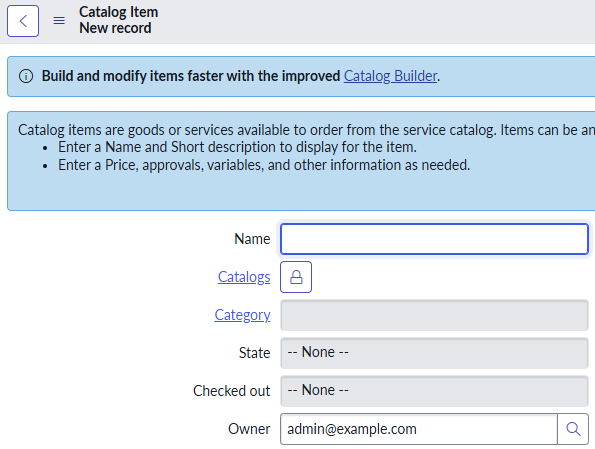 Catalog Item
New record
Build and modify items faster with the improved Catalog Builder.
Catalog items are goods or services available to order from the service catalog. Items can be an
• Enter a Name and Short description to display for the item.
• Enter a Price, approvals, variables, and other information as needed.
Name
Catalogs
Category
State -- None --
Checked out -- None --
Owner admin@example.com